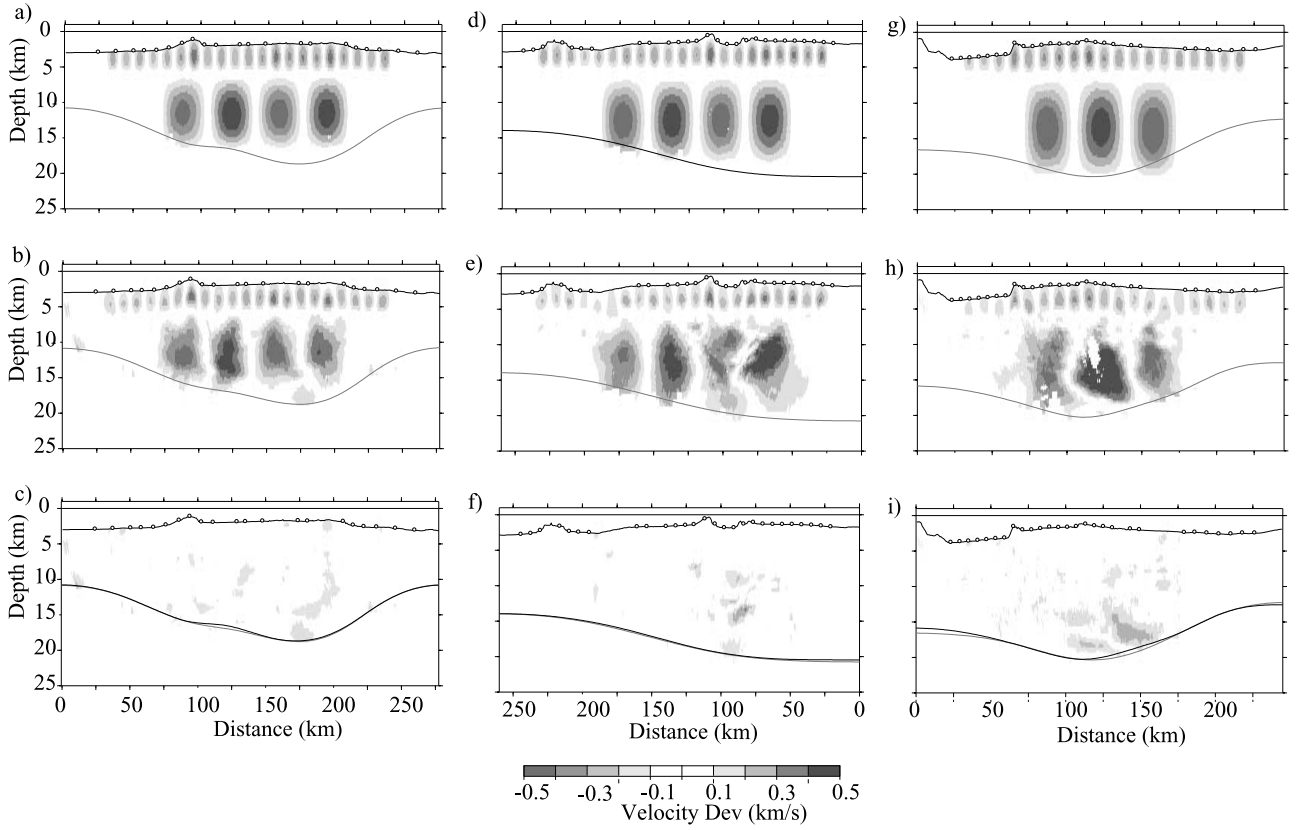 a)
0
5
10
15
20
25
Depth (km)
d)
g)
b)
0
5
10
15
20
25
Depth (km)
e)
h)
c)
0
5
10
15
20
25
Depth (km)
0 50 100 150 200 250
Distance (km)
f)
250 200 150 100 50 0
Distance (km)
i)
0 50 100 150 200
Distance (km)
-0.5 -0.3 -0.1 0.1 0.3 0.5
Velocity Dev (km/s)